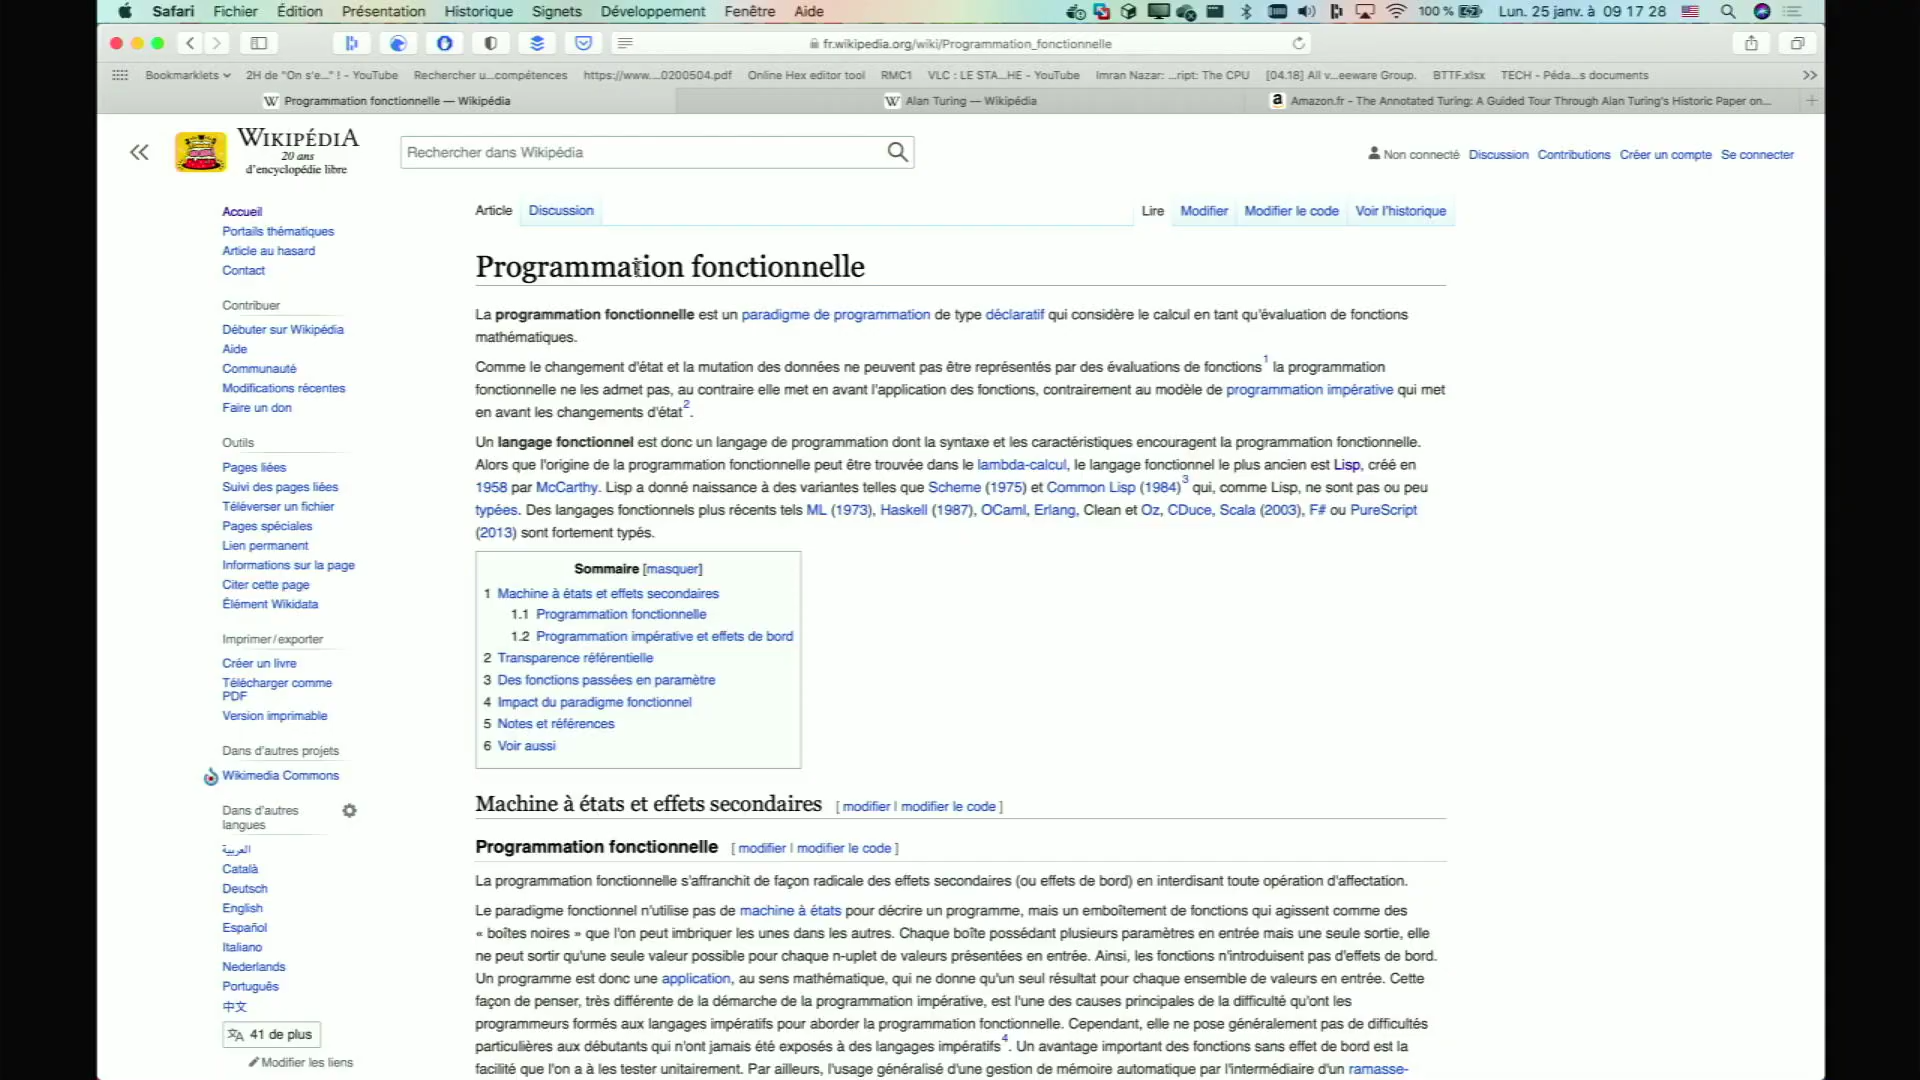 Safari Fichier Édition Présentation Historique Signets Développement Fenêtre Aide 100 % Lun. 25 janv. à 09 17 28
fr.wikipedia.org/wiki/Programmation_fonctionnelle
Bookmarklets 2H de "On s'e..." ! - YouTube Rechercher u...compétences https://www....0200504.pdf Online Hex editor tool RMC1 VLC : LE STA...HE - YouTube Imran Nazar: ...ript: The CPU [04.18] All v...eeware Group. BTTF.xlsx TECH - Péda...s documents
Programmation fonctionnelle — Wikipédia Alan Turing — Wikipédia Amazon.fr - The Annotated Turing: A Guided Tour Through Alan Turing's Historic Paper on...
WIKIPÉDIA
20 ans
d'encyclopédie libre
Rechercher dans Wikipédia
Non connecté Discussion Contributions Créer un compte Se connecter
Article Discussion Lire Modifier Modifier le code Voir l'historique
Accueil
Portails thématiques
Article au hasard
Contact
Contribuer
Débuter sur Wikipédia
Aide
Communauté
Modifications récentes
Faire un don
Outils
Pages liées
Suivi des pages liées
Téléverser un fichier
Pages spéciales
Lien permanent
Informations sur la page
Citer cette page
Élément Wikidata
Imprimer / exporter
Créer un livre
Télécharger comme
PDF
Version imprimable
Dans d'autres projets
Wikimedia Commons
Dans d'autres
langues
العربية
Català
Deutsch
English
Español
Italiano
Nederlands
Português
中文
41 de plus
Modifier les liens
Programmation fonctionnelle
La programmation fonctionnelle est un paradigme de programmation de type déclaratif qui considère le calcul en tant qu'évaluation de fonctions
mathématiques.
Comme le changement d'état et la mutation des données ne peuvent pas être représentés par des évaluations de fonctions1 la programmation
fonctionnelle ne les admet pas, au contraire elle met en avant l'application des fonctions, contrairement au modèle de programmation impérative qui met
en avant les changements d'état2.
Un langage fonctionnel est donc un langage de programmation dont la syntaxe et les caractéristiques encouragent la programmation fonctionnelle.
Alors que l'origine de la programmation fonctionnelle peut être trouvée dans le lambda-calcul, le langage fonctionnel le plus ancien est Lisp, créé en
1958 par McCarthy. Lisp a donné naissance à des variantes telles que Scheme (1975) et Common Lisp (1984)3 qui, comme Lisp, ne sont pas ou peu
typées. Des langages fonctionnels plus récents tels ML (1973), Haskell (1987), OCaml, Erlang, Clean et Oz, CDuce, Scala (2003), F# ou PureScript
(2013) sont fortement typés.
Sommaire [masquer]
1 Machine à états et effets secondaires
1.1 Programmation fonctionnelle
1.2 Programmation impérative et effets de bord
2 Transparence référentielle
3 Des fonctions passées en paramètre
4 Impact du paradigme fonctionnel
5 Notes et références
6 Voir aussi
Machine à états et effets secondaires [ modifier | modifier le code ]
Programmation fonctionnelle [ modifier | modifier le code ]
La programmation fonctionnelle s'affranchit de façon radicale des effets secondaires (ou effets de bord) en interdisant toute opération d'affectation.
Le paradigme fonctionnel n'utilise pas de machine à états pour décrire un programme, mais un emboîtement de fonctions qui agissent comme des
« boîtes noires » que l'on peut imbriquer les unes dans les autres. Chaque boîte possédant plusieurs paramètres en entrée mais une seule sortie, elle
ne peut sortir qu'une seule valeur possible pour chaque n-uplet de valeurs présentées en entrée. Ainsi, les fonctions n'introduisent pas d'effets de bord.
Un programme est donc une application, au sens mathématique, qui ne donne qu'un seul résultat pour chaque ensemble de valeurs en entrée. Cette
façon de penser, très différente de la démarche de la programmation impérative, est l'une des causes principales de la difficulté qu'ont les
programmeurs formés aux langages impératifs pour aborder la programmation fonctionnelle. Cependant, elle ne pose généralement pas de difficultés
particulières aux débutants qui n'ont jamais été exposés à des langages impératifs4. Un avantage important des fonctions sans effet de bord est la
facilité que l'on a à les tester unitairement. Par ailleurs, l'usage généralisé d'une gestion de mémoire automatique par l'intermédiaire d'un ramasse-